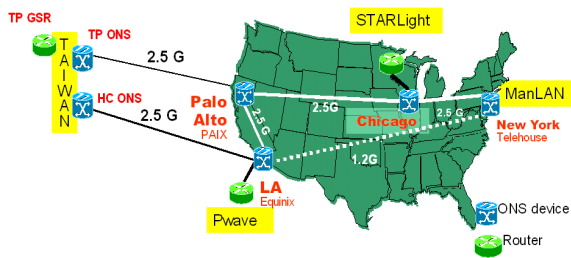 TP GSR
TP ONS
TAIWAN
HC ONS
2.5 G
2.5 G
STARLight
Palo
Alto
PAIX
2.5G
2.5G
Chicago
2.5 G
ManLAN
New York
Telehouse
1.2G
LA
Equinix
Pwave
ONS device
Router